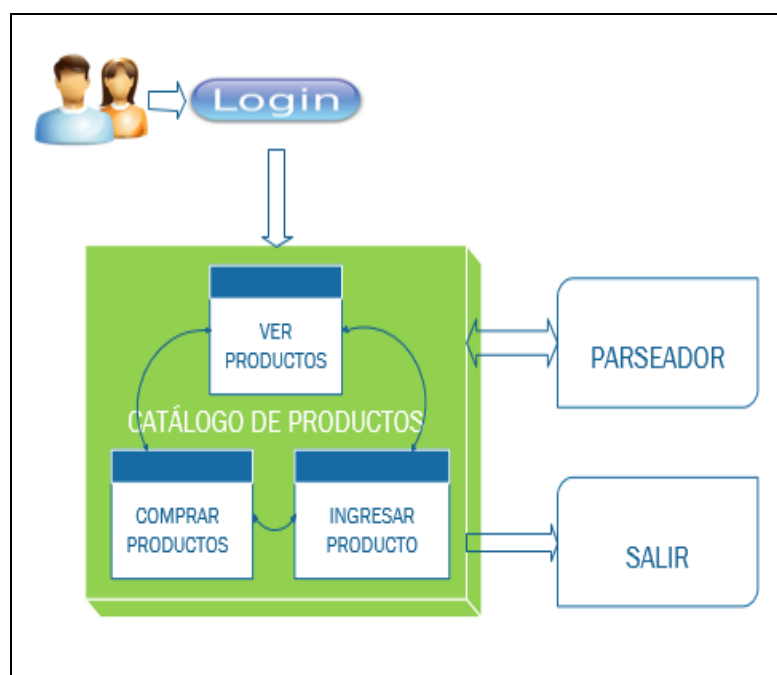 Login
VER
PRODUCTOS
PARSEADOR
CATÁLOGO DE PRODUCTOS
COMPRAR
PRODUCTOS
INGRESAR
PRODUCTO
SALIR